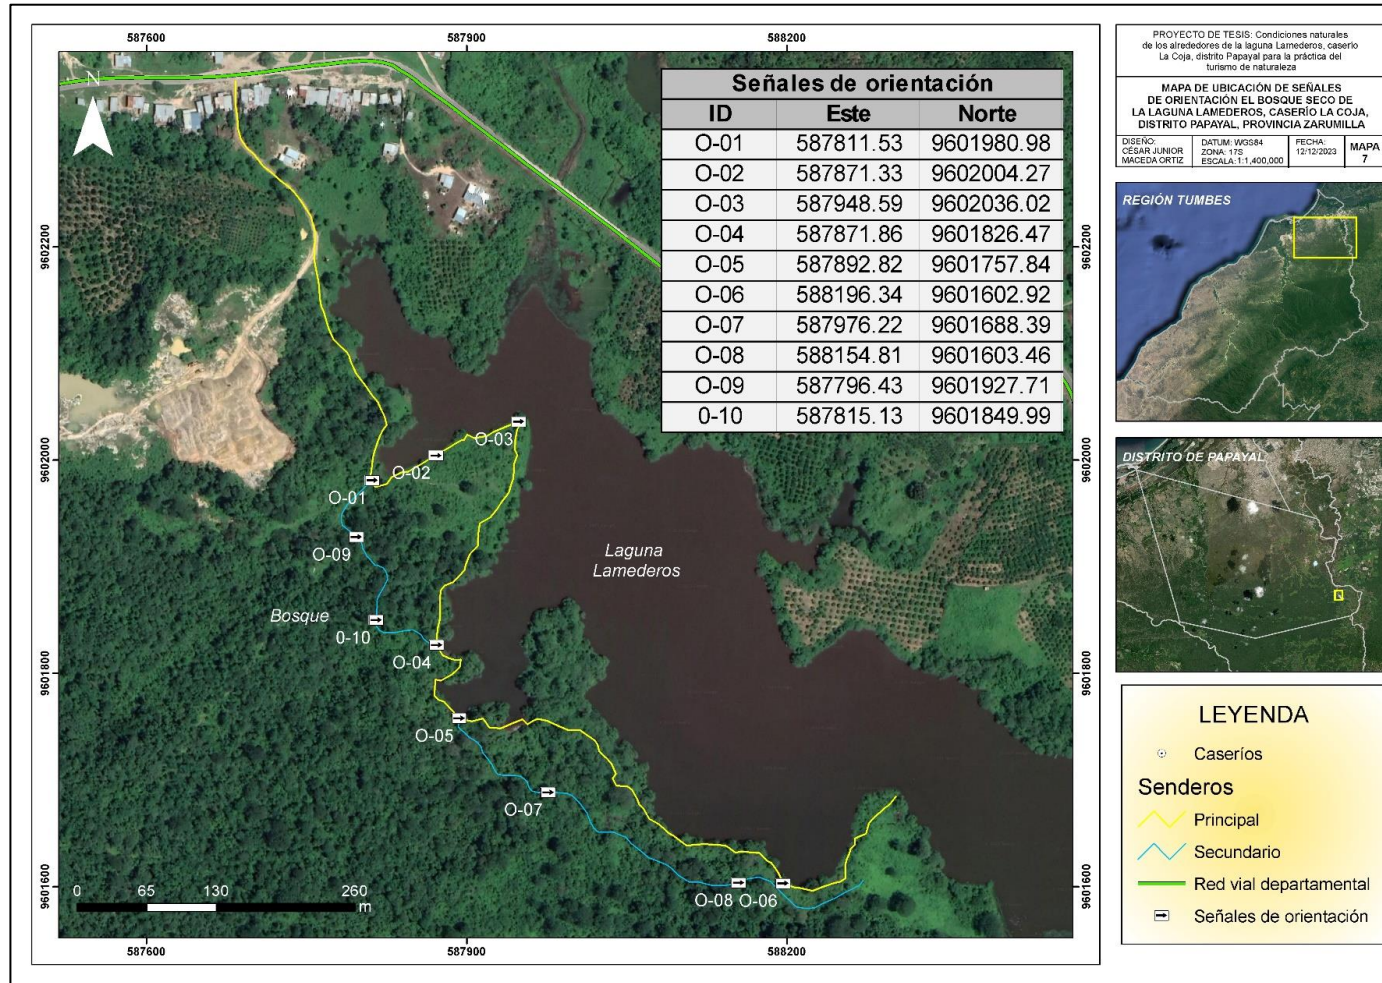 587600 587900 588200
N
9602200 9602000 9601800 9601600
Señales de orientación
ID Este Norte
O-01 587811.53 9601980.98
O-02 587871.33 9602004.27
O-03 587948.59 9602036.02
O-04 587871.86 9601826.47
O-05 587892.82 9601757.84
O-06 588196.34 9601602.92
O-07 587976.22 9601688.39
O-08 588154.81 9601603.46
O-09 587796.43 9601927.71
0-10 587815.13 9601849.99
O-03
O-02
O-01
O-09
Laguna
Lamederos
Bosque
0-10
O-04
O-05
O-07
O-08 O-06
0 65 130 260
m
9602200 9602000 9601800 9601600
587600 587900 588200
PROYECTO DE TESIS: Condiciones naturales
de los alrededores de la laguna Lamederos, caserío
La Coja, distrito Papayal para la práctica del
turismo de naturaleza
MAPA DE UBICACIÓN DE SEÑALES
DE ORIENTACIÓN EL BOSQUE SECO DE
LA LAGUNA LAMEDEROS, CASERÍO LA COJA,
DISTRITO PAPAYAL, PROVINCIA ZARUMILLA
DISEÑO:
CÉSAR JUNIOR
MACEDA ORTIZ
DATUM: WGS84
ZONA: 17S
ESCALA: 1:1,400,000
FECHA:
12/12/2023
MAPA
7
REGIÓN TUMBES
DISTRITO DE PAPAYAL
LEYENDA
Caseríos
Senderos
Principal
Secundario
Red vial departamental
Señales de orientación